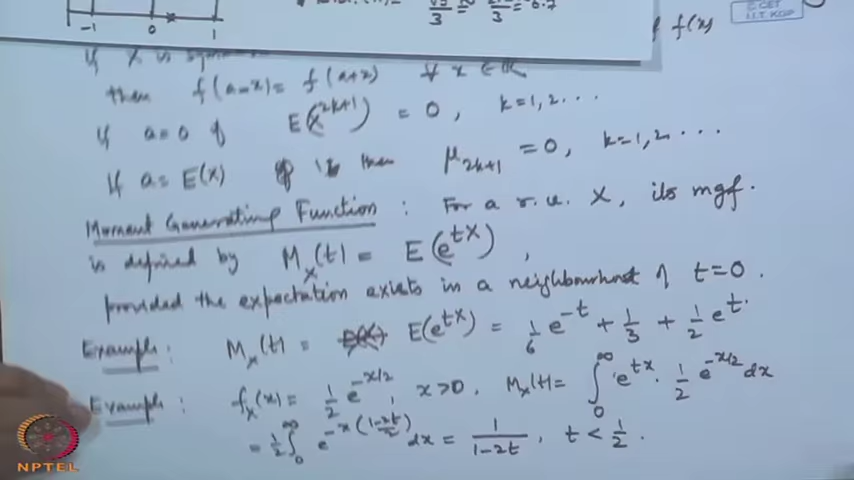 -1 0 1
√5/3
f(x)
C CET
I.I.T. KGP
If X is
then f(a-x) = f(a+x) ∀ x ∈ ℝ
If a=0 E(X^{2k+1}) = 0, k=1,2...
If a = E(X) then μ_{2k+1} = 0, k=1,2....
Moment Generating Function : For a r.u. X, its mgf.
is defined by M_X(t) = E(e^{tX}),
provided the expectation exists in a neighbourhood of t=0.
Example : M_X(t) = E(e^{tX}) = 1/6 e^{-t} + 1/3 + 1/2 e^t.
Example : f_X(x) = 1/2 e^{-x/2}, x>0. M_X(t) = ∫_0^∞ e^{tx}. 1/2 e^{-x/2} dx
= 1/2 ∫_0^∞ e^{-x((1-2t)/2)} dx = 1/(1-2t), t < 1/2.
NPTEL